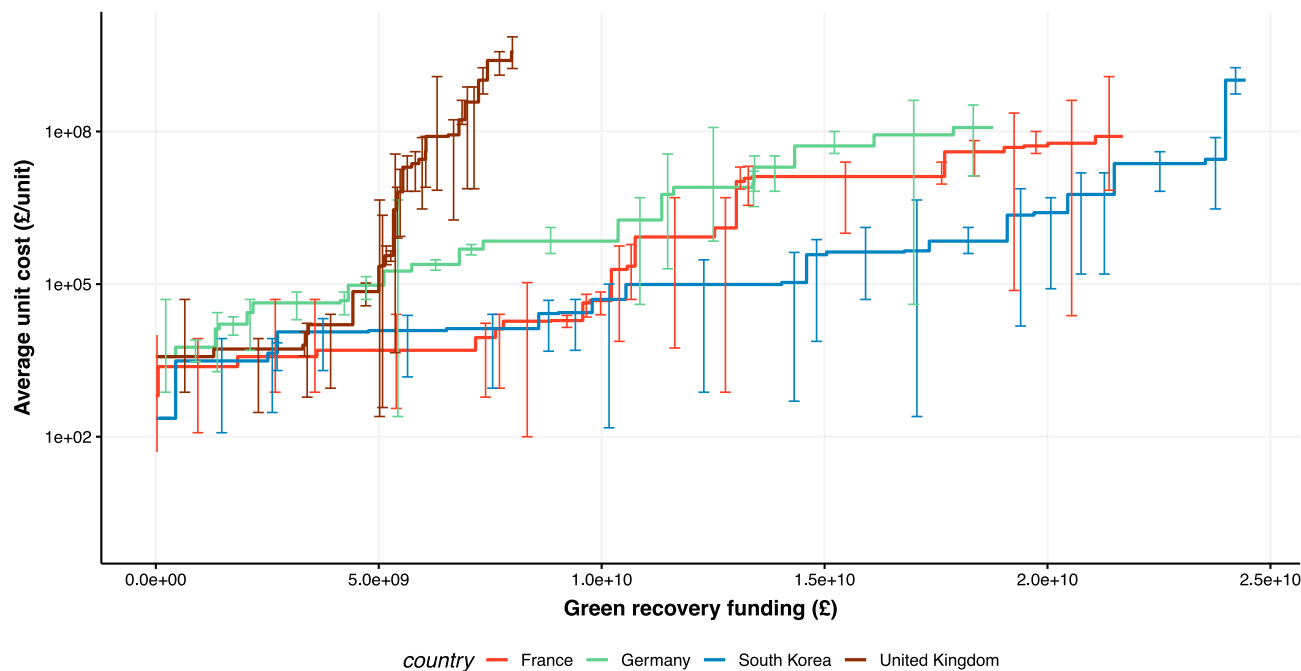 Average unit cost (£/unit)
1e+08
1e+05
1e+02
0.0e+00 5.0e+09 1.0e+10 1.5e+10 2.0e+10 2.5e+10
Green recovery funding (£)
country France Germany South Korea United Kingdom